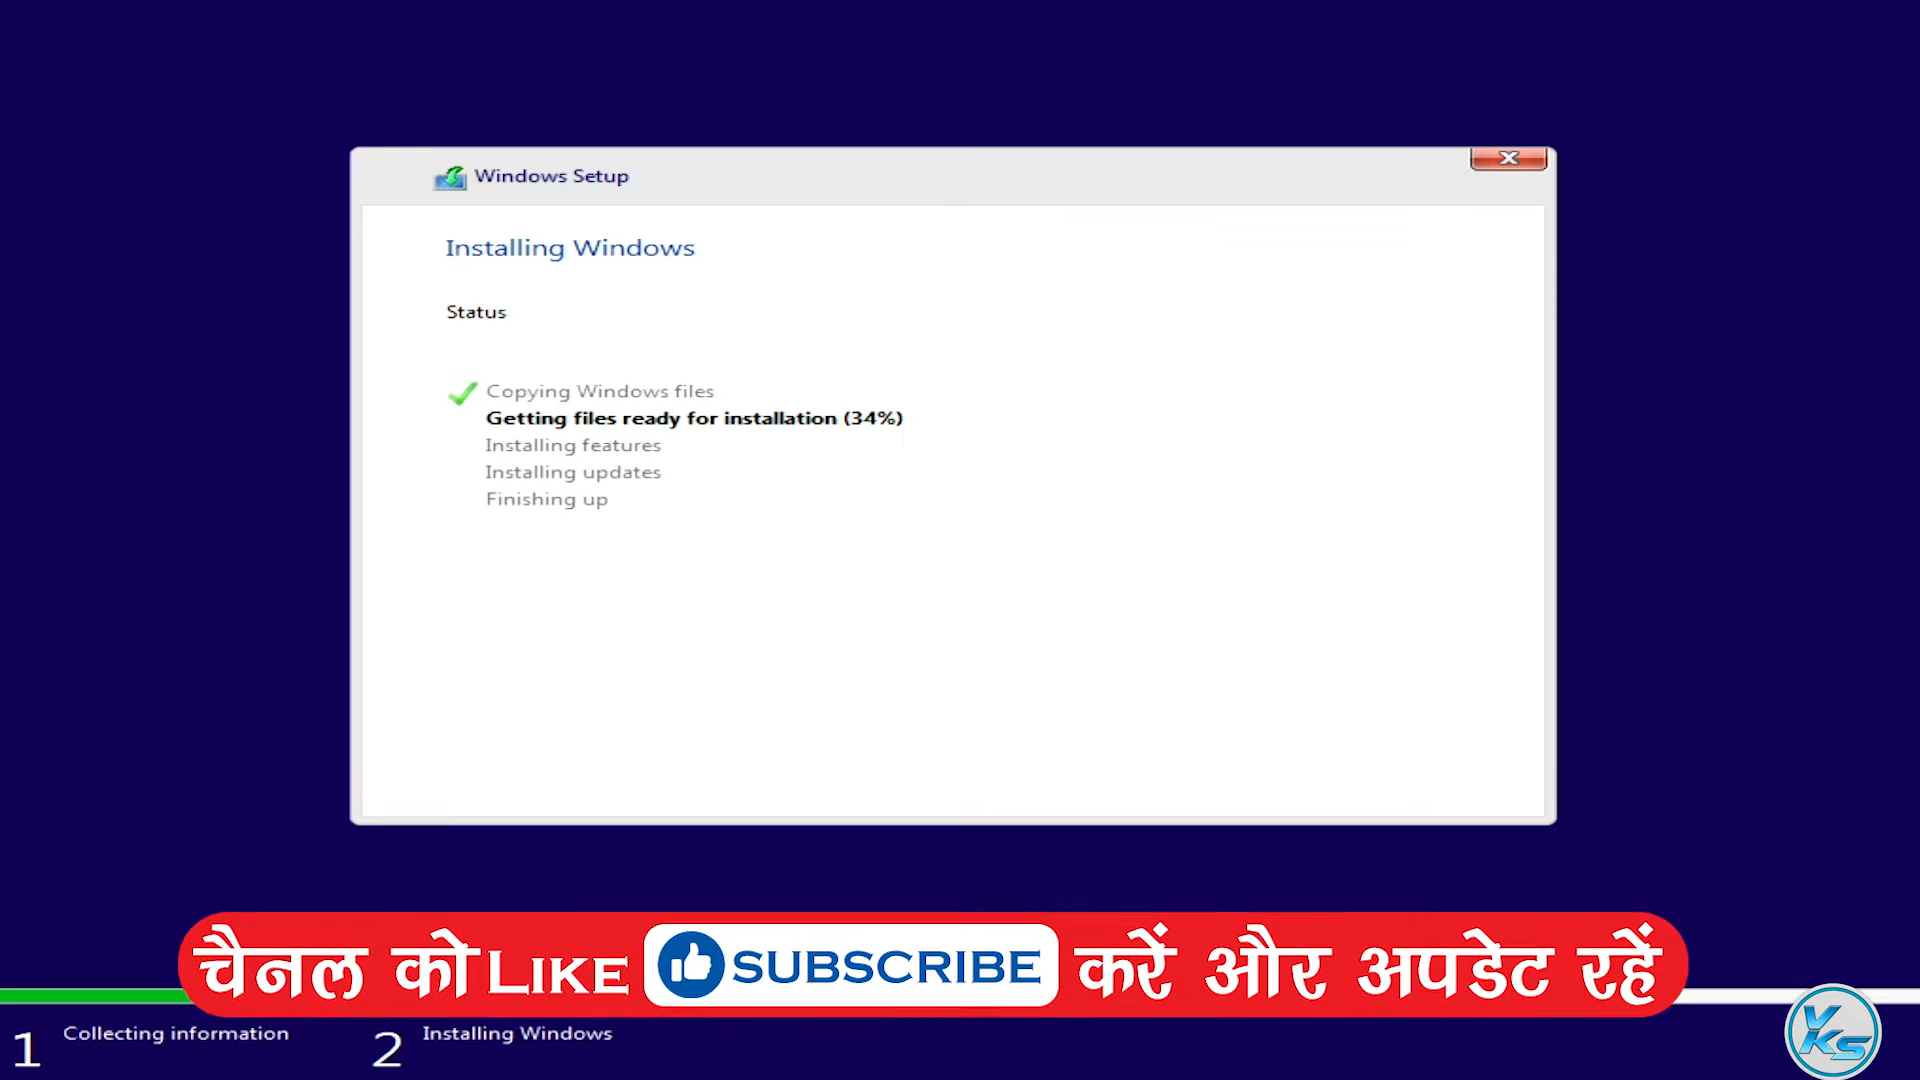 Windows Setup
Installing Windows
Status
Copying Windows files
Getting files ready for installation (34%)
Installing features
Installing updates
Finishing up
चैनल को LIKE SUBSCRIBE करें और अपडेट रहें
1 Collecting information 2 Installing Windows
YKS